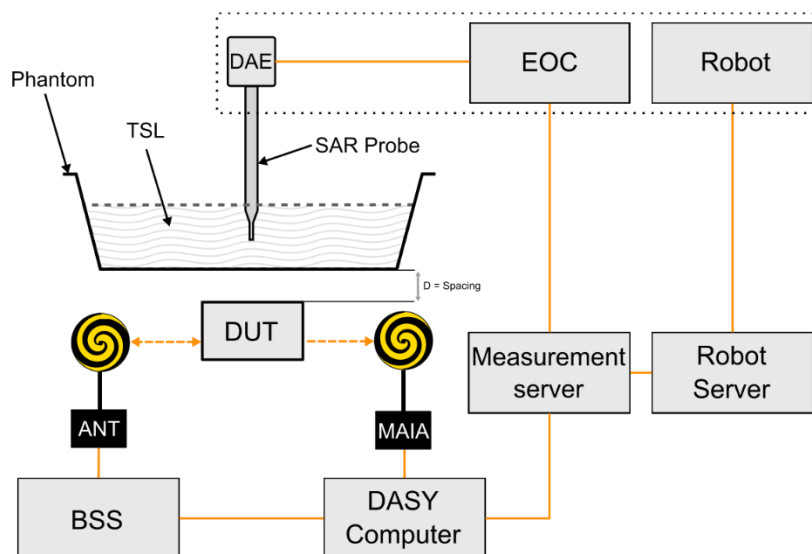 DAE
EOC
Robot
Phantom
TSL
SAR Probe
D = Spacing
DUT
Measurement
server
Robot
Server
ANT
MAIA
BSS
DASY
Computer